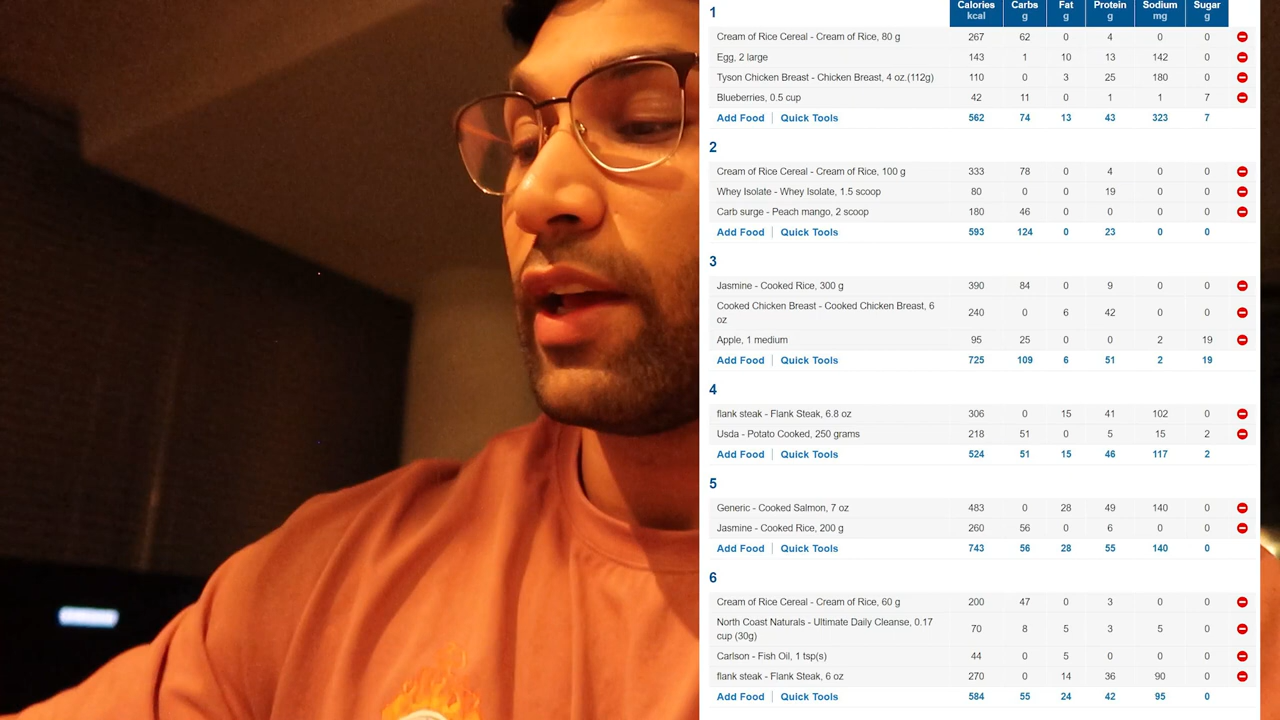 Calories Carbs Fat Protein Sodium Sugar
1 kcal g g g mg g
Cream of Rice Cereal - Cream of Rice, 80 g 267 62 0 4 0 0
Egg, 2 large 143 1 10 13 142 0
Tyson Chicken Breast - Chicken Breast, 4 oz.(112g) 110 0 3 25 180 0
Blueberries, 0.5 cup 42 11 0 1 1 7
Add Food | Quick Tools 562 74 13 43 323 7
2
Cream of Rice Cereal - Cream of Rice, 100 g 333 78 0 4 0 0
Whey Isolate - Whey Isolate, 1.5 scoop 80 0 0 19 0 0
Carb surge - Peach mango, 2 scoop 180 46 0 0 0 0
Add Food | Quick Tools 593 124 0 23 0 0
3
Jasmine - Cooked Rice, 300 g 390 84 0 9 0 0
Cooked Chicken Breast - Cooked Chicken Breast, 6
oz 240 0 6 42 0 0
Apple, 1 medium 95 25 0 0 2 19
Add Food | Quick Tools 725 109 6 51 2 19
4
flank steak - Flank Steak, 6.8 oz 306 0 15 41 102 0
Usda - Potato Cooked, 250 grams 218 51 0 5 15 2
Add Food | Quick Tools 524 51 15 46 117 2
5
Generic - Cooked Salmon, 7 oz 483 0 28 49 140 0
Jasmine - Cooked Rice, 200 g 260 56 0 6 0 0
Add Food | Quick Tools 743 56 28 55 140 0
6
Cream of Rice Cereal - Cream of Rice, 60 g 200 47 0 3 0 0
North Coast Naturals - Ultimate Daily Cleanse, 0.17
cup (30g) 70 8 5 3 5 0
Carlson - Fish Oil, 1 tsp(s) 44 0 5 0 0 0
flank steak - Flank Steak, 6 oz 270 0 14 36 90 0
Add Food | Quick Tools 584 55 24 42 95 0